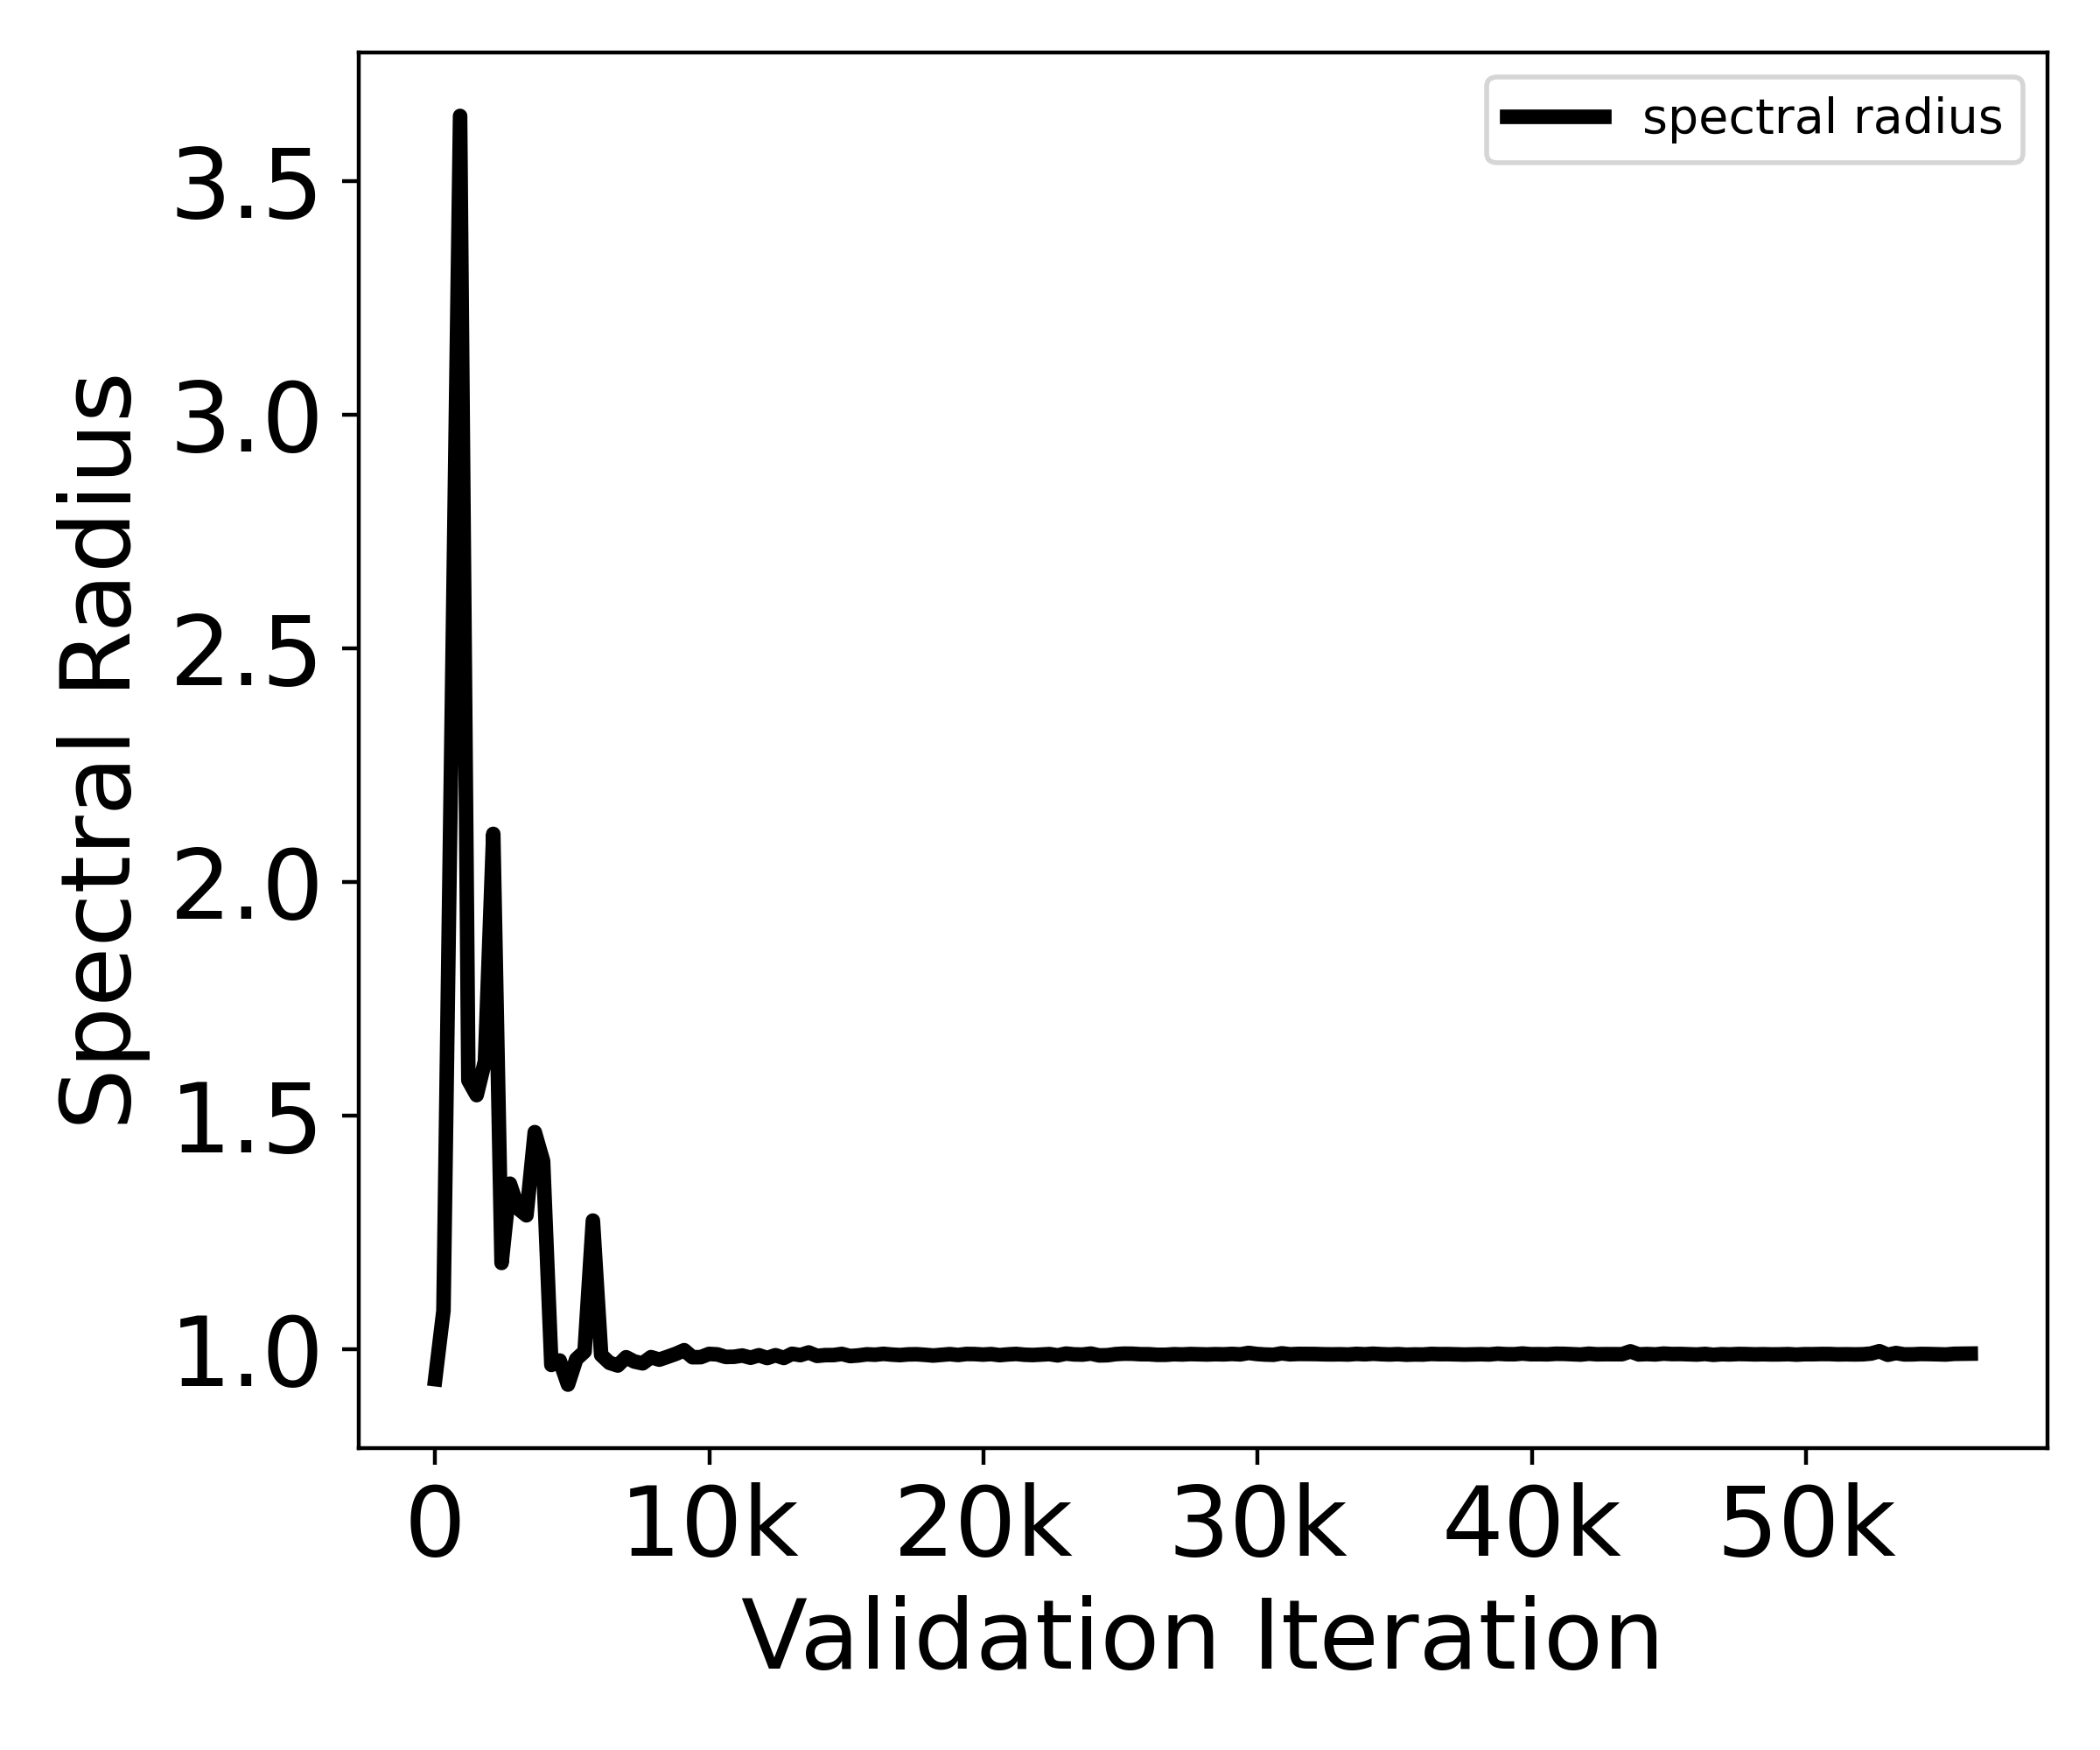 spectral radius
Spectral Radius
3.5
3.0
2.5
2.0
1.5
1.0
0 10k 20k 30k 40k 50k
Validation Iteration